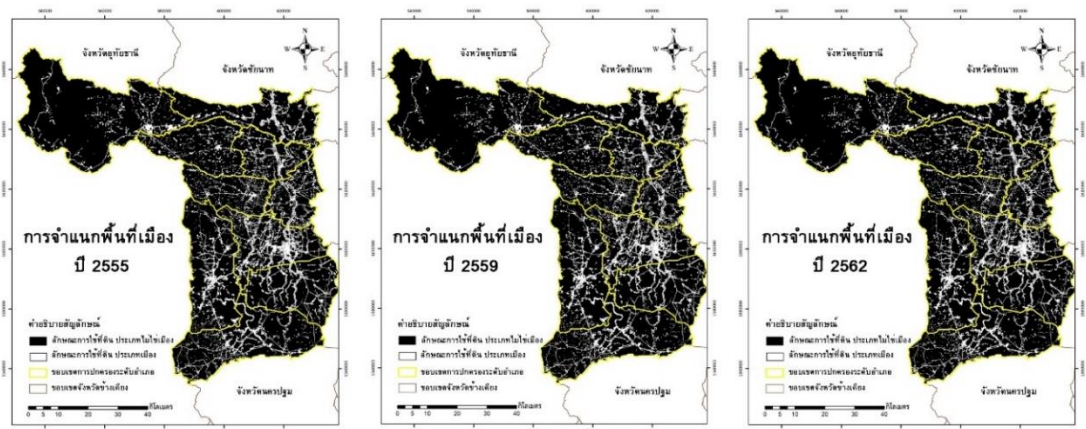 จังหวัดอุทัยธานี
จังหวัดชัยนาท
N
W E
S
การจำแนกพื้นที่เมือง
ปี 2555
คำอธิบายสัญลักษณ์
ลักษณะการใช้ที่ดิน ประเภทไม่ใช่เมือง
ลักษณะการใช้ที่ดิน ประเภทเมือง
ขอบเขตการปกครองระดับอำเภอ
ขอบเขตจังหวัดข้างเคียง
จังหวัดนครปฐม
กิโลเมตร
0 5 10 20 30 40
จังหวัดอุทัยธานี
จังหวัดชัยนาท
N
W E
S
การจำแนกพื้นที่เมือง
ปี 2559
คำอธิบายสัญลักษณ์
ลักษณะการใช้ที่ดิน ประเภทไม่ใช่เมือง
ลักษณะการใช้ที่ดิน ประเภทเมือง
ขอบเขตการปกครองระดับอำเภอ
ขอบเขตจังหวัดข้างเคียง
จังหวัดนครปฐม
กิโลเมตร
0 5 10 20 30 40
จังหวัดอุทัยธานี
จังหวัดชัยนาท
N
W E
S
การจำแนกพื้นที่เมือง
ปี 2562
คำอธิบายสัญลักษณ์
ลักษณะการใช้ที่ดิน ประเภทไม่ใช่เมือง
ลักษณะการใช้ที่ดิน ประเภทเมือง
ขอบเขตการปกครองระดับอำเภอ
ขอบเขตจังหวัดข้างเคียง
จังหวัดนครปฐม
กิโลเมตร
0 5 10 20 30 40